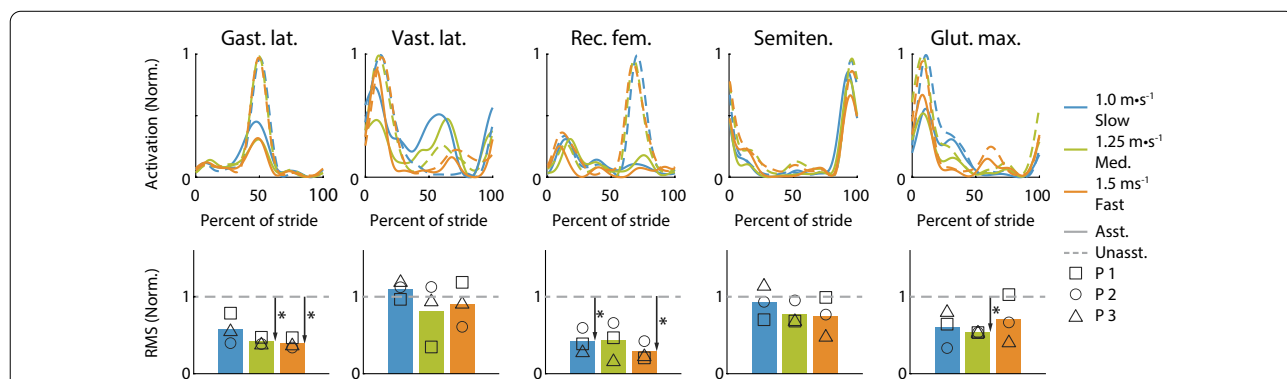 Gast. lat. Vast. lat. Rec. fem. Semiten. Glut. max.
Activation (Norm.)
1 1 1 1 1
0 0 0 0 0
0 50 100 0 50 100 0 50 100 0 50 100 0 50 100
Percent of stride Percent of stride Percent of stride Percent of stride Percent of stride
1.0 m•s⁻¹
Slow
1.25 m•s⁻¹
Med.
1.5 ms⁻¹
Fast
Asst.
Unasst.
P 1
P 2
P 3
RMS (Norm.)
1 1 1 1 1
* * * * *
0 0 0 0 0